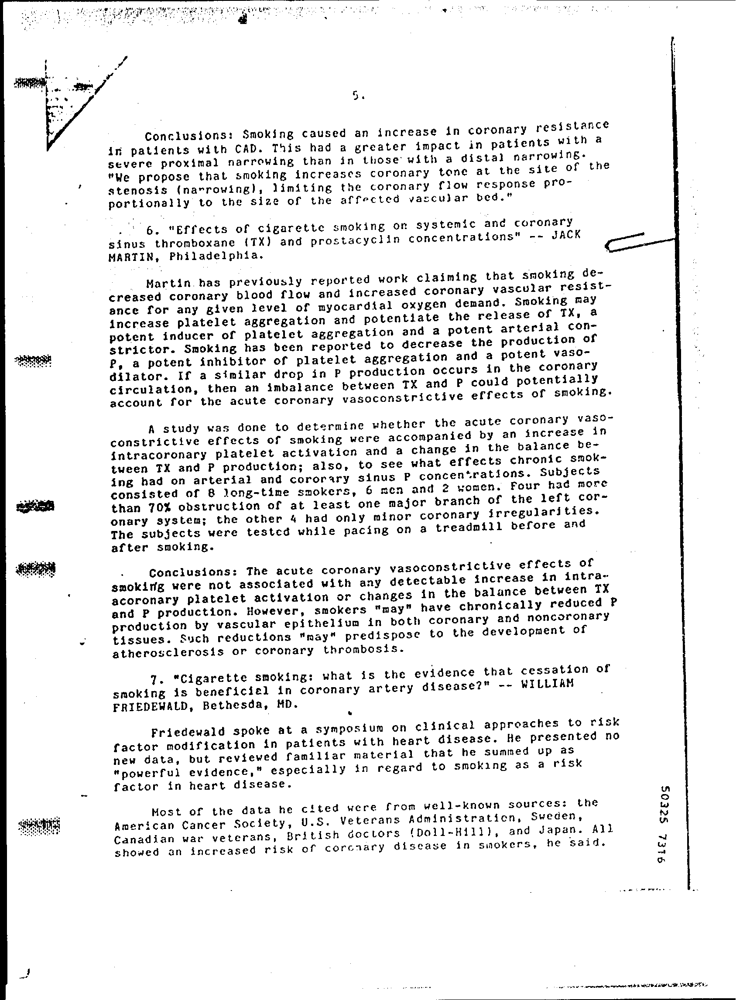 5.
Conclusions: Smoking caused an increase in coronary resistance
in patients with CAD. This had a greater impact in patients with a
severe proximal narrowing than in those with a distal narrowing.
"We propose that smoking increases coronary tone at the site of the
stenosis (narrowing), limiting the coronary flow response pro-
portionally to the size of the affected vascular bed."
6. "Effects of cigarette smoking on systemic and coronary
sinus thromboxane (TX) and prostacyclin concentrations" -- JACK
MARTIN, Philadelphia.
Martin has previously reported work claiming that smoking de-
creased coronary blood flow and increased coronary vascular resist-
ance for any given level of myocardial oxygen demand. Smoking may
increase platelet aggregation and potentiate the release of TX, a
potent inducer of platelet aggregation and a potent arterial con-
strictor. Smoking has been reported to decrease the production of
P, a potent inhibitor of platelet aggregation and a potent vaso-
dilator. If a similar drop in P production occurs in the coronary
circulation, then an imbalance between TX and P could potentially
account for the acute coronary vasoconstrictive effects of smoking.
A study was done to determine whether the acute coronary vaso-
constrictive effects of smoking were accompanied by an increase in
intracoronary platelet activation and a change in the balance be-
tween TX and P production; also, to see what effects chronic smok-
ing had on arterial and coronary sinus P concentrations. Subjects
consisted of 8 long-time smokers, 6 men and 2 women. Four had more
than 70% obstruction of at least one major branch of the left cor-
onary system; the other 4 had only minor coronary irregularities.
The subjects were tested while pacing on a treadmill before and
after smoking.
Conclusions: The acute coronary vasoconstrictive effects of
smoking were not associated with any detectable increase in intra-
acoronary platelet activation or changes in the balance between TX
and P production. However, smokers "may" have chronically reduced P
production by vascular epithelium in both coronary and noncoronary
tissues. Such reductions "may" predispose to the development of
atherosclerosis or coronary thrombosis.
7. "Cigarette smoking: what is the evidence that cessation of
smoking is beneficial in coronary artery disease?" -- WILLIAM
FRIEDEWALD, Bethesda, MD.
Friedewald spoke at a symposium on clinical approaches to risk
factor modification in patients with heart disease. He presented no
new data, but reviewed familiar material that he summed up as
"powerful evidence," especially in regard to smoking as a risk
factor in heart disease.
Most of the data he cited were from well-known sources: the
American Cancer Society, U.S. Veterans Administration, Sweden,
Canadian war veterans, British doctors (Doll-Hill), and Japan. All
showed an increased risk of coronary disease in smokers, he said.
50325 7316